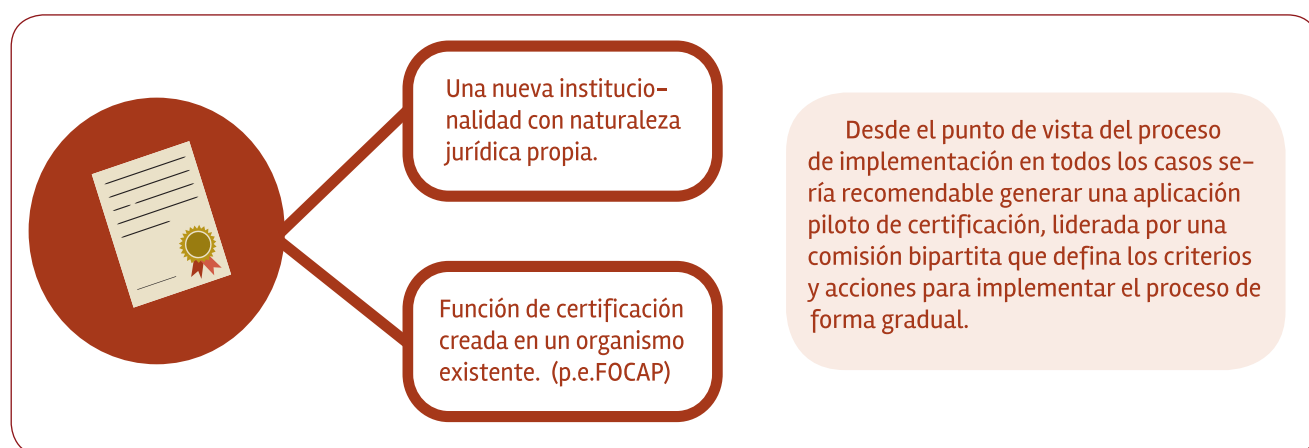 Una nueva institucio-
nalidad con naturaleza
jurídica propia.
Función de certificación
creada en un organismo
existente. (p.e.FOCAP)
Desde el punto de vista del proceso
de implementación en todos los casos se-
ría recomendable generar una aplicación
piloto de certificación, liderada por una
comisión bipartita que defina los criterios
y acciones para implementar el proceso de
forma gradual.